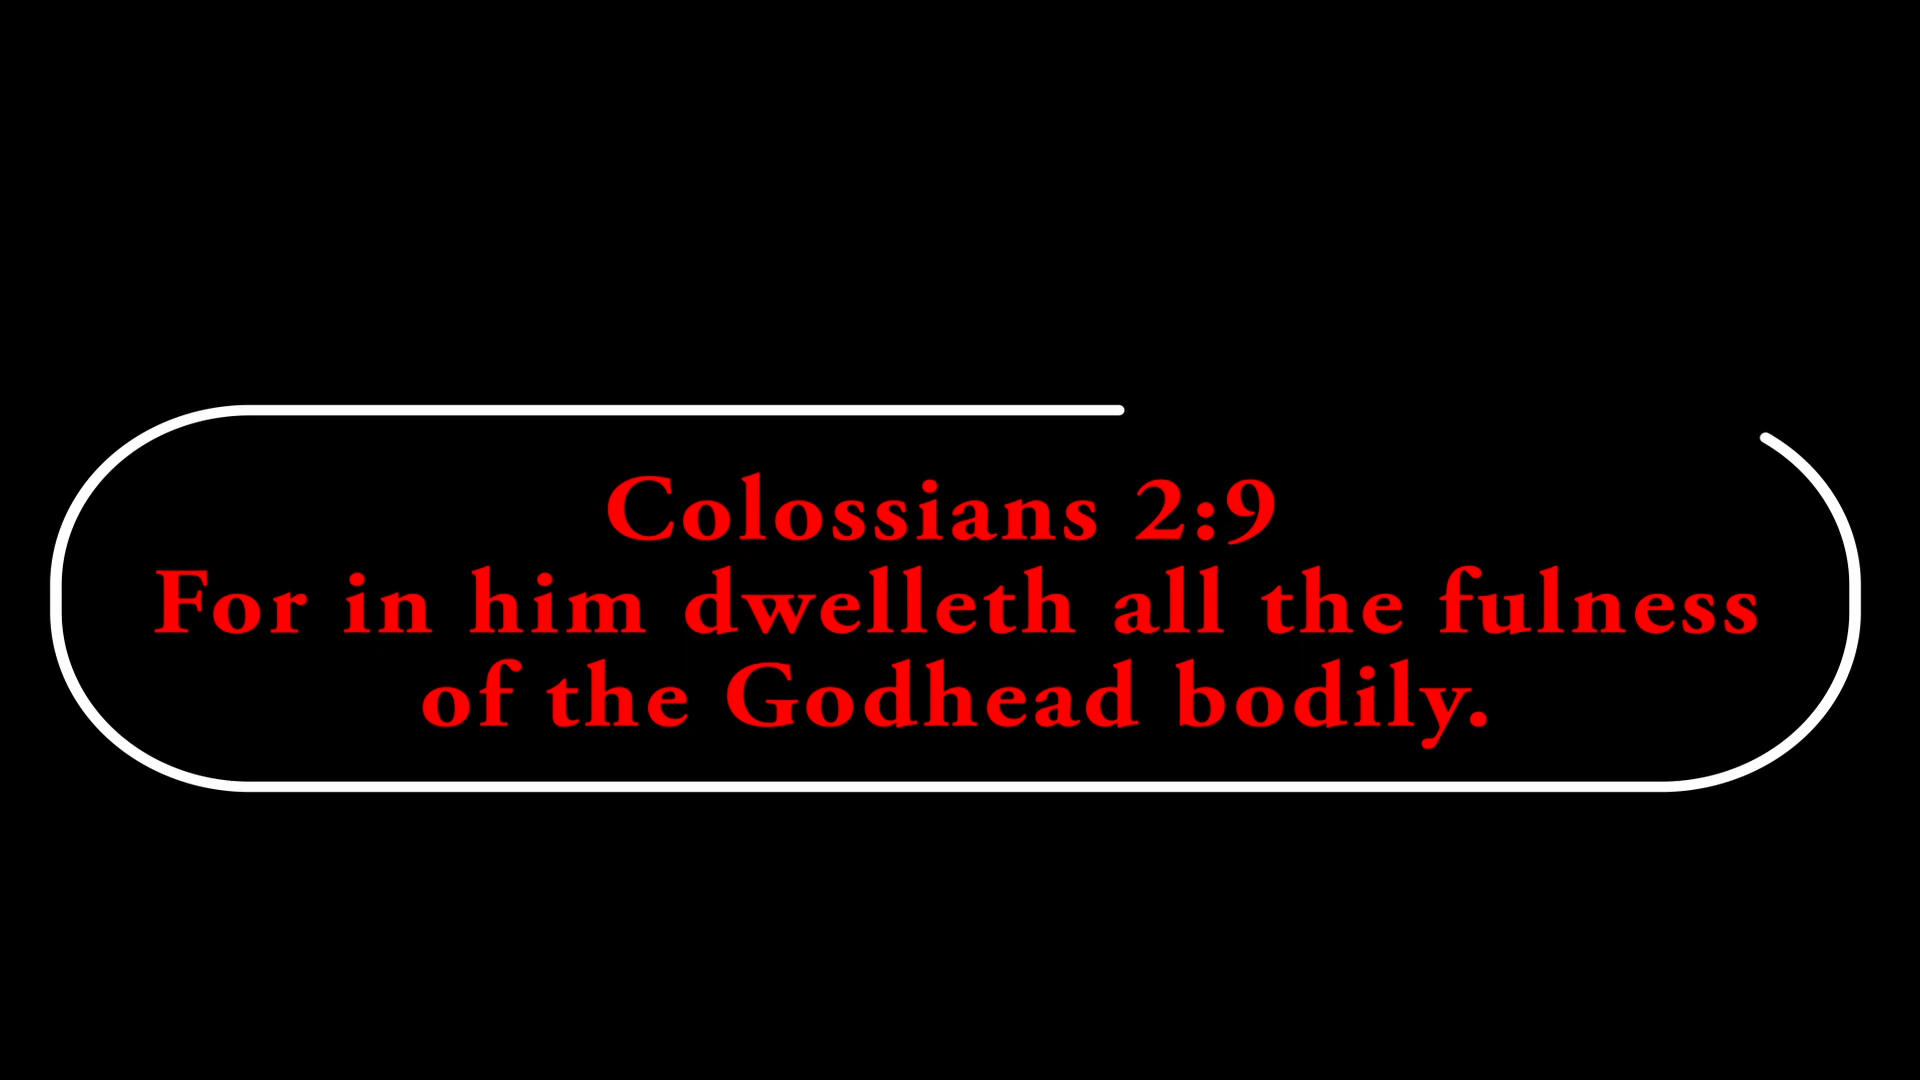 Colossians 2:9
For in him dwelleth all the fulness
of the Godhead bodily.